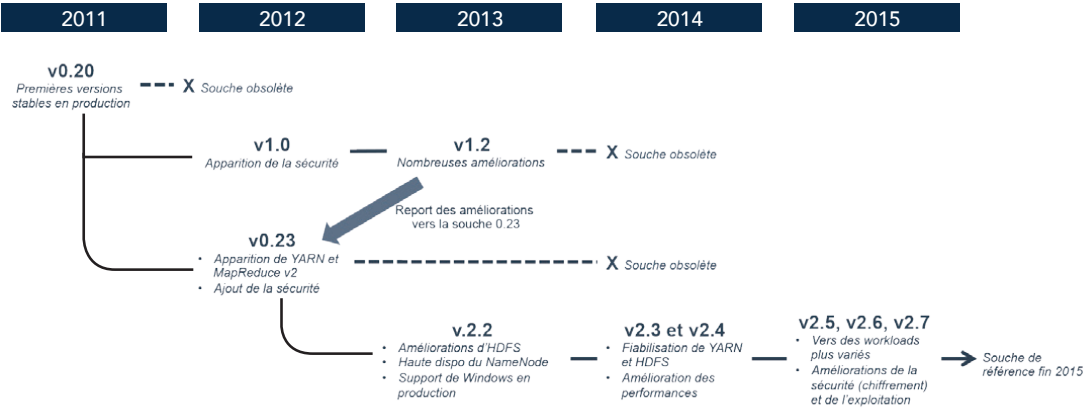 2011 2012 2013 2014 2015
v0.20
Premières versions
stables en production
X Souche obsolète
v1.0
Apparition de la sécurité
v1.2
Nombreuses améliorations
X Souche obsolète
Report des améliorations
vers la souche 0.23
v0.23
• Apparition de YARN et
MapReduce v2
• Ajout de la sécurité
X Souche obsolète
v.2.2
• Améliorations d'HDFS
• Haute dispo du NameNode
• Support de Windows en
production
v2.3 et v2.4
• Fiabilisation de YARN
et HDFS
• Amélioration des
performances
v2.5, v2.6, v2.7
• Vers des workloads
plus variés
• Améliorations de la
sécurité (chiffrement)
et de l'exploitation
Souche de
référence fin 2015